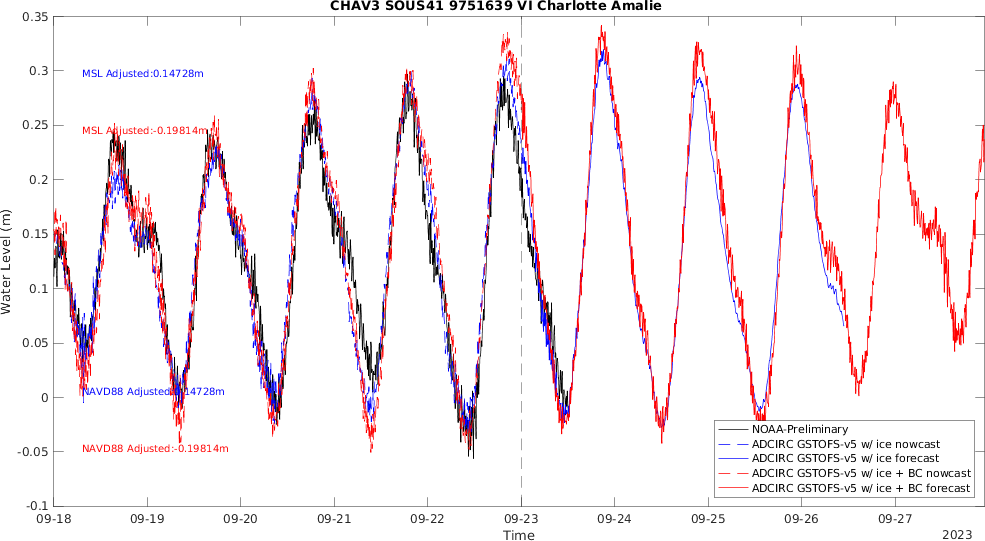 CHAV3 SOUS41 9751639 VI Charlotte Amalie
0.35
0.3
0.25
0.2
0.15
0.1
0.05
0
-0.05
-0.1
Water Level (m)
MSL Adjusted:0.14728m
MSL Adjusted:-0.19814m
NAVD88 Adjusted:0.14728m
NAVD88 Adjusted:-0.19814m
NOAA-Preliminary
ADCIRC GSTOFS-v5 w/ ice nowcast
ADCIRC GSTOFS-v5 w/ ice forecast
ADCIRC GSTOFS-v5 w/ ice + BC nowcast
ADCIRC GSTOFS-v5 w/ ice + BC forecast
09-18 09-19 09-20 09-21 09-22 09-23 09-24 09-25 09-26 09-27
Time
2023